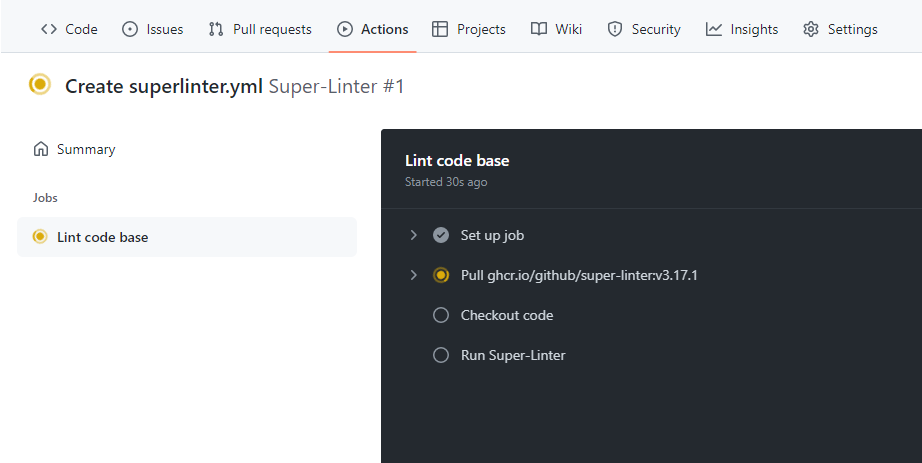 Code Issues Pull requests Actions Projects Wiki Security Insights Settings
Create superlinter.yml Super-Linter #1
Summary
Jobs
Lint code base
Lint code base
Started 30s ago
Set up job
Pull ghcr.io/github/super-linter:v3.17.1
Checkout code
Run Super-Linter